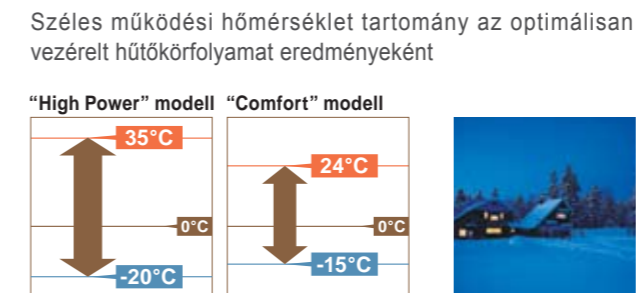 Széles működési hőmérséklet tartomány az optimálisan
vezérelt hűtőkörfolyamat eredményeként
“High Power” modell “Comfort” modell
35°C
24°C
0°C
0°C
-15°C
-20°C